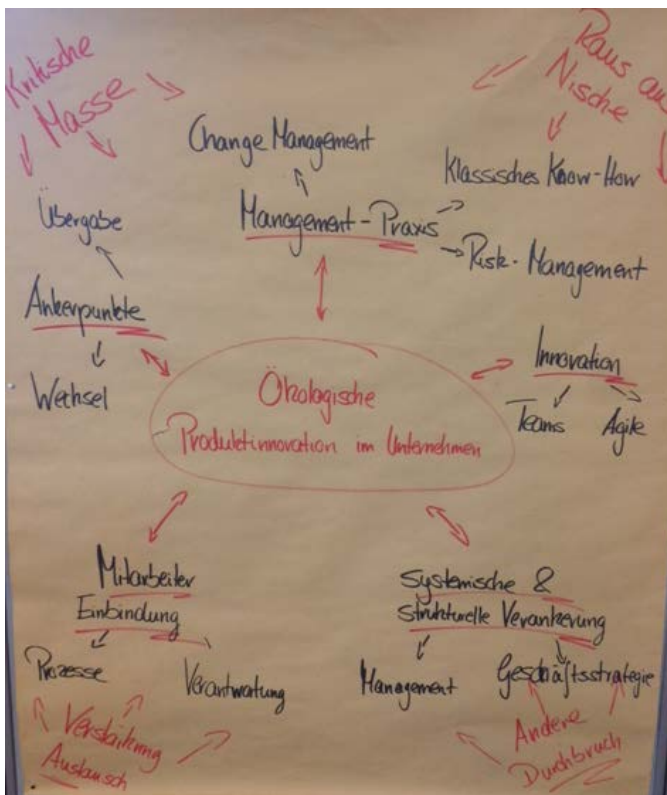 Kritische
Masse
Raus aus
Nische
Change Management
Klassisches Know-How
Übergabe
Management-Praxis
Risk-Management
Ankerpunkte
Wechsel
Innovation
Teams
Agile
Ökologische
Produktinnovation im Unternehmen
Mitarbeiter
Einbindung
Prozesse
Verantwortung
Systemische &
strukturelle Verankerung
Management
Geschäftsstrategie
Verstärkung
Austausch
Andere
Durchbruch